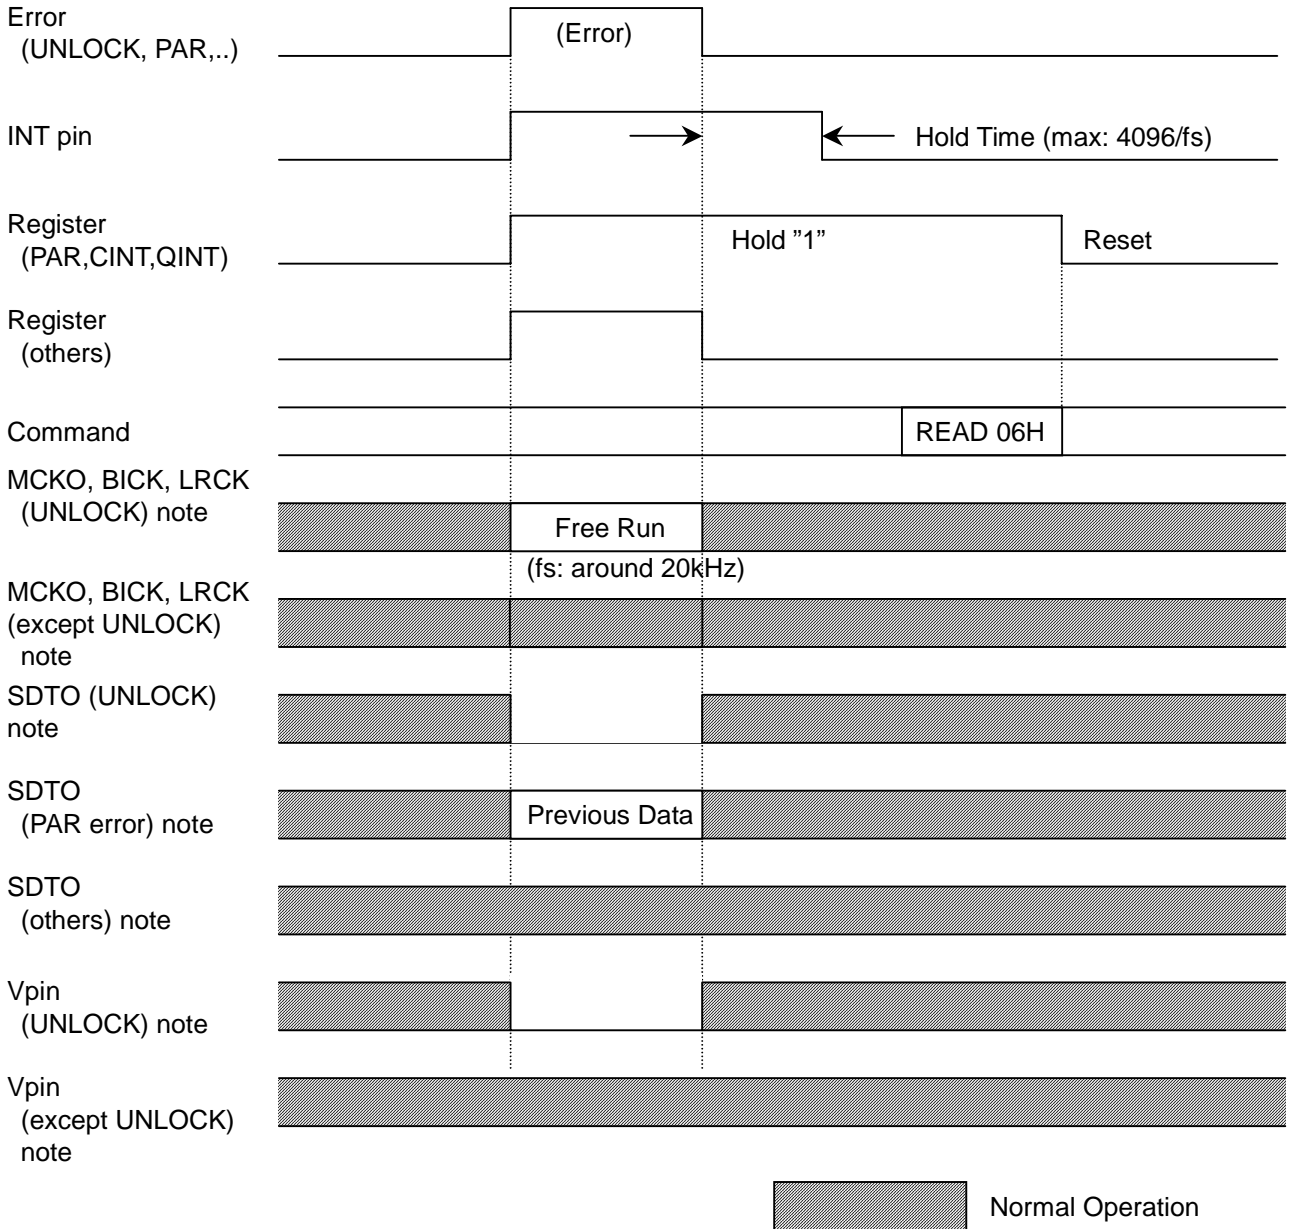 Error
(UNLOCK, PAR,..)
(Error)
INT pin
Hold Time (max: 4096/fs)
Register
(PAR,CINT,QINT)
Hold ”1”
Reset
Register
(others)
Command
READ 06H
MCKO, BICK, LRCK
(UNLOCK) note
Free Run
(fs: around 20kHz)
MCKO, BICK, LRCK
(except UNLOCK)
note
SDTO (UNLOCK)
note
SDTO
(PAR error) note
Previous Data
SDTO
(others) note
Vpin
(UNLOCK) note
Vpin
(except UNLOCK)
note
Normal Operation